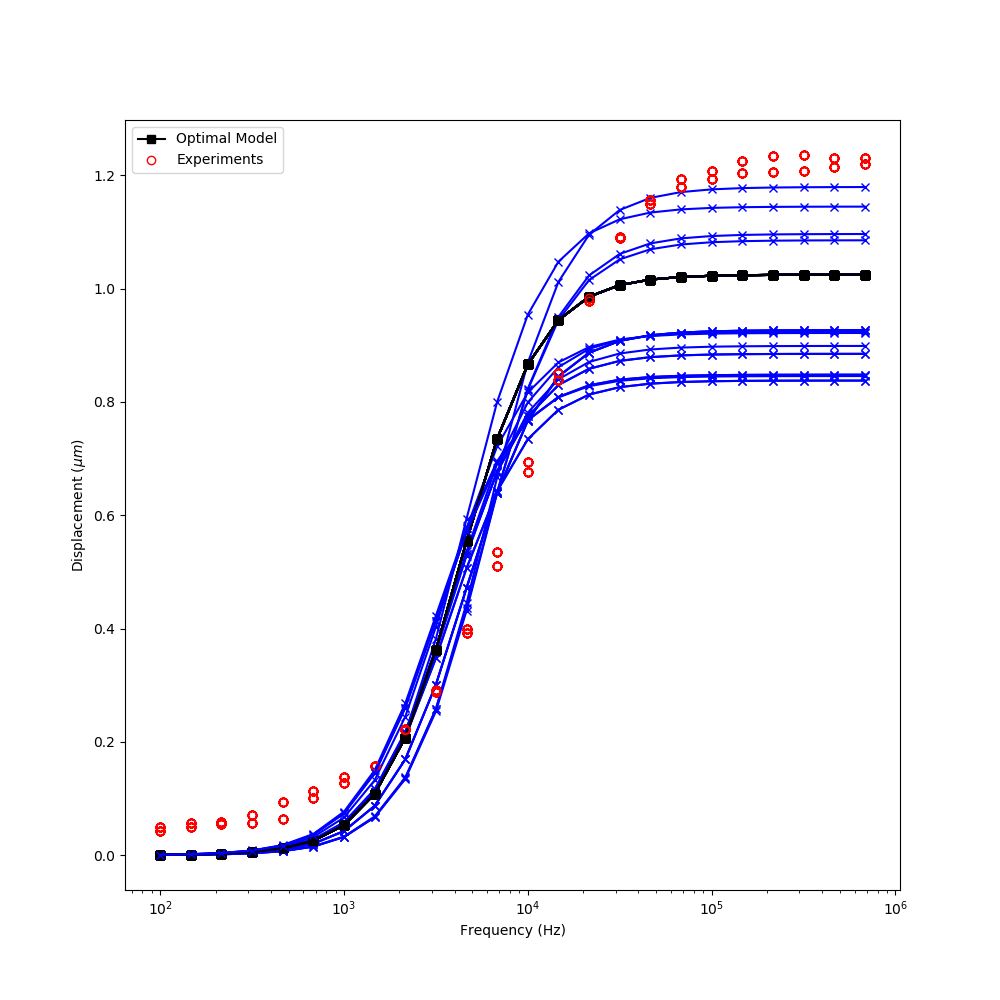 Optimal Model
Experiments
1.2
1.0
0.8
0.6
0.4
0.2
0.0
Displacement (μm)
10² 10³ 10⁴ 10⁵ 10⁶
Frequency (Hz)